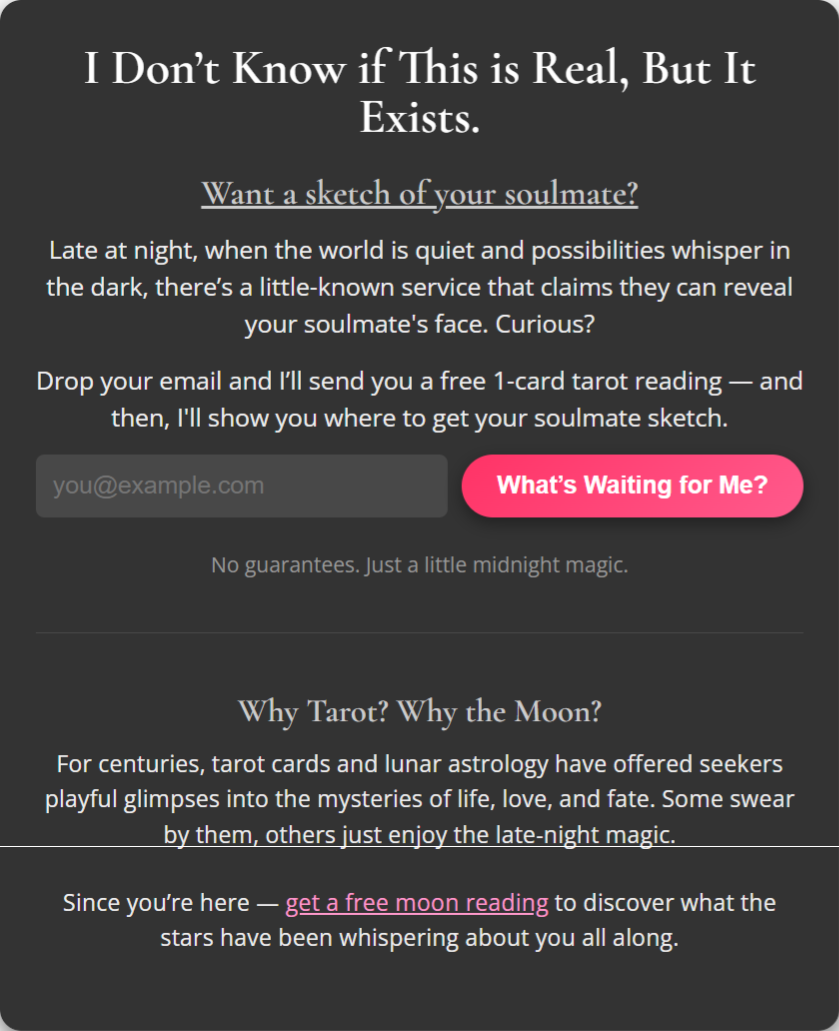 I Don’t Know if This is Real, But It
Exists.
Want a sketch of your soulmate?
Late at night, when the world is quiet and possibilities whisper in
the dark, there’s a little-known service that claims they can reveal
your soulmate's face. Curious?
Drop your email and I’ll send you a free 1-card tarot reading — and
then, I'll show you where to get your soulmate sketch.
you@example.com
What’s Waiting for Me?
No guarantees. Just a little midnight magic.
Why Tarot? Why the Moon?
For centuries, tarot cards and lunar astrology have offered seekers
playful glimpses into the mysteries of life, love, and fate. Some swear
by them, others just enjoy the late-night magic.
Since you’re here — get a free moon reading to discover what the
stars have been whispering about you all along.